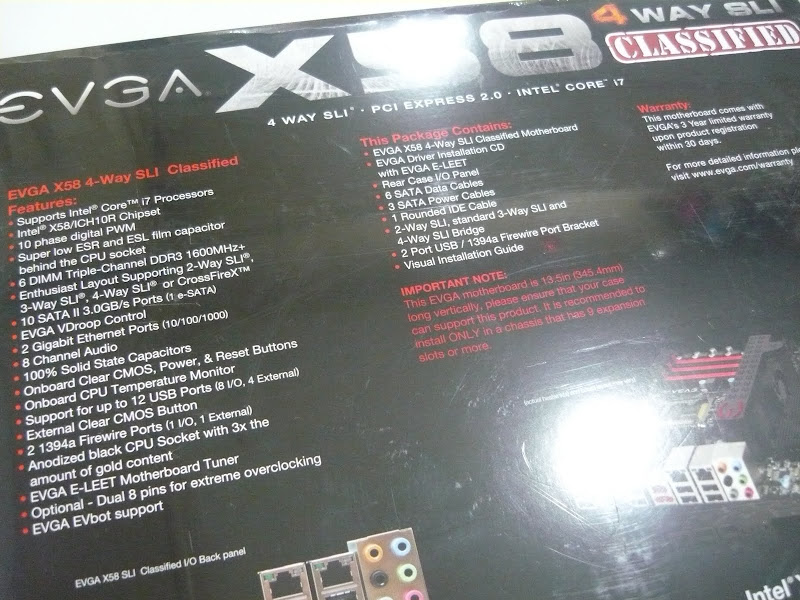 EVGA X58 4 WAY SLI
CLASSIFIED
4 WAY SLI® · PCI EXPRESS 2.0 · INTEL® CORE™ i7
EVGA X58 4-Way SLI Classified
Features:
• Supports Intel® Core™ i7 Processors
• Intel® X58/ICH10R Chipset
• 10 phase digital PWM
• Super low ESR and ESL film capacitor
behind the CPU socket
• 6 DIMM Triple-Channel DDR3 1600MHz+
• Enthusiast Layout Supporting 2-Way SLI®,
3-Way SLI®, 4-Way SLI® or CrossFireX™
• 10 SATA II 3.0GB/s Ports (1 e-SATA)
• EVGA VDroop Control
• 2 Gigabit Ethernet Ports (10/100/1000)
• 8 Channel Audio
• 100% Solid State Capacitors
• Onboard Clear CMOS, Power, & Reset Buttons
• Onboard CPU Temperature Monitor
• Support for up to 12 USB Ports (8 I/O, 4 External)
• External Clear CMOS Button
• 2 1394a Firewire Ports (1 I/O, 1 External)
• Anodized black CPU Socket with 3x the
amount of gold content
• EVGA E-LEET Motherboard Tuner
• Optional - Dual 8 pins for extreme overclocking
• EVGA EVbot support
This Package Contains:
• EVGA X58 4-Way SLI Classified Motherboard
• EVGA Driver Installation CD
with EVGA E-LEET
• Rear Case I/O Panel
• 6 SATA Data Cables
• 3 SATA Power Cables
• 1 Rounded IDE Cable
• 2-Way SLI, standard 3-Way SLI and
4-Way SLI Bridge
• 2 Port USB / 1394a Firewire Port Bracket
• Visual Installation Guide
IMPORTANT NOTE:
This EVGA motherboard is 13.5in (345.4mm)
long vertically, please ensure that your case
can support this product. It is recommended to
install ONLY in a chassis that has 9 expansion
slots or more.
Warranty:
This motherboard comes with
EVGA's 3 Year limited warranty
upon product registration
within 30 days.
For more detailed information
visit www.evga.com/warranty
EVGA X58 SLI Classified I/O Back panel
Intel®